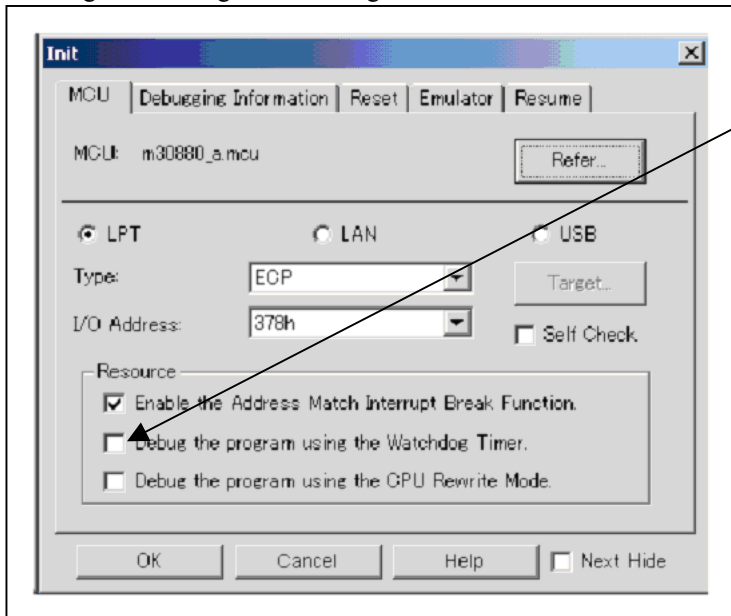 Init
MCU Debugging Information Reset Emulator Resume
MCU: m30880_a.mcu Refer...
LPT LAN USB
Type: ECP Target...
I/O Address: 378h Self Check.
Resource
Enable the Address Match Interrupt Break Function.
Debug the program using the Watchdog Timer.
Debug the program using the CPU Rewrite Mode.
OK Cancel Help Next Hide